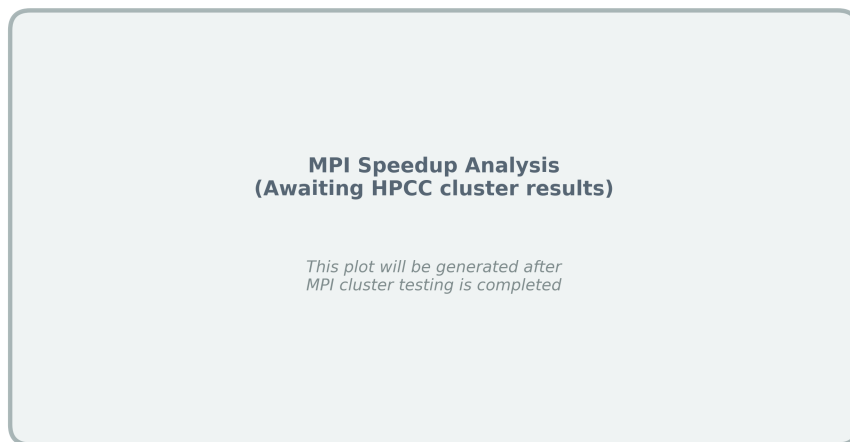 MPI Speedup Analysis
(Awaiting HPCC cluster results)
This plot will be generated after
MPI cluster testing is completed